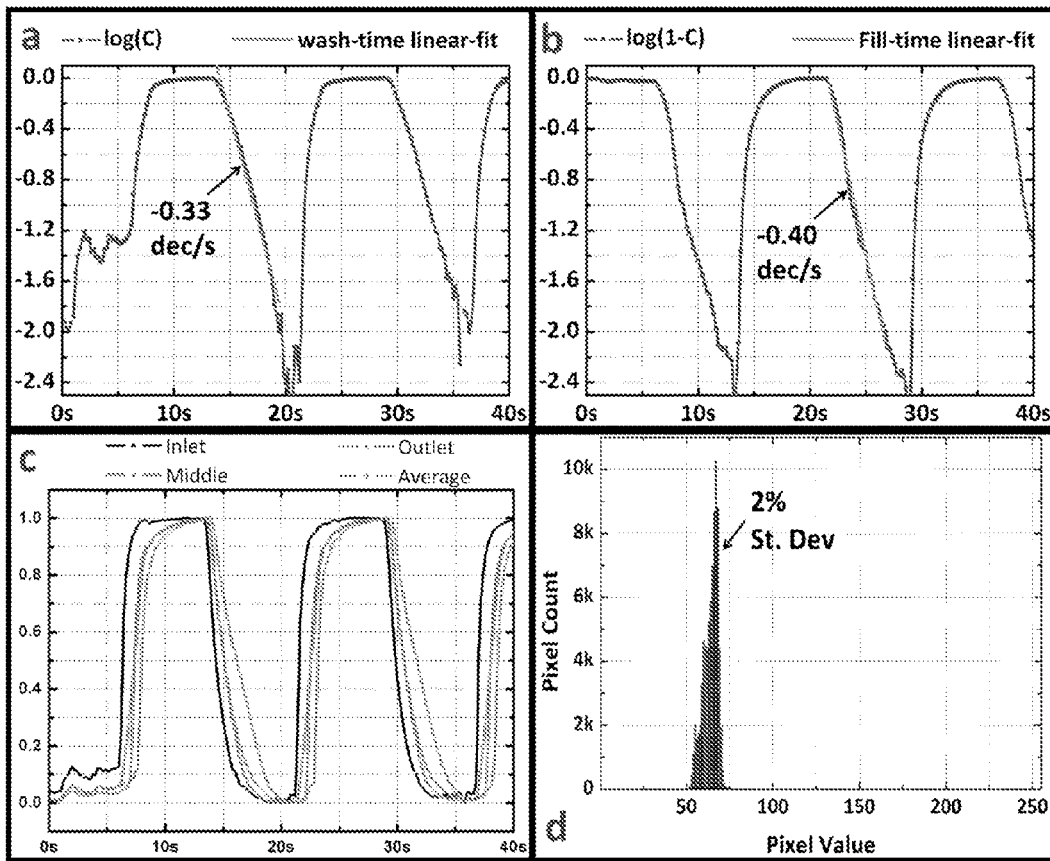 a log(C) wash-time linear-fit
0.0
-0.4
-0.8
-1.2
-1.6
-2.0
-2.4
-0.33
dec/s
0s 10s 20s 30s 40s
b log(1-C) Fill-time linear-fit
0.0
-0.4
-0.8
-1.2
-1.6
-2.0
-2.4
-0.40
dec/s
0s 10s 20s 30s 40s
c Inlet Outlet
Middle Average
1.0
0.8
0.6
0.4
0.2
0.0
0s 10s 20s 30s 40s
10k
8k
6k
4k
2k
0
Pixel Count
2%
St. Dev
50 100 150 200 250
d Pixel Value